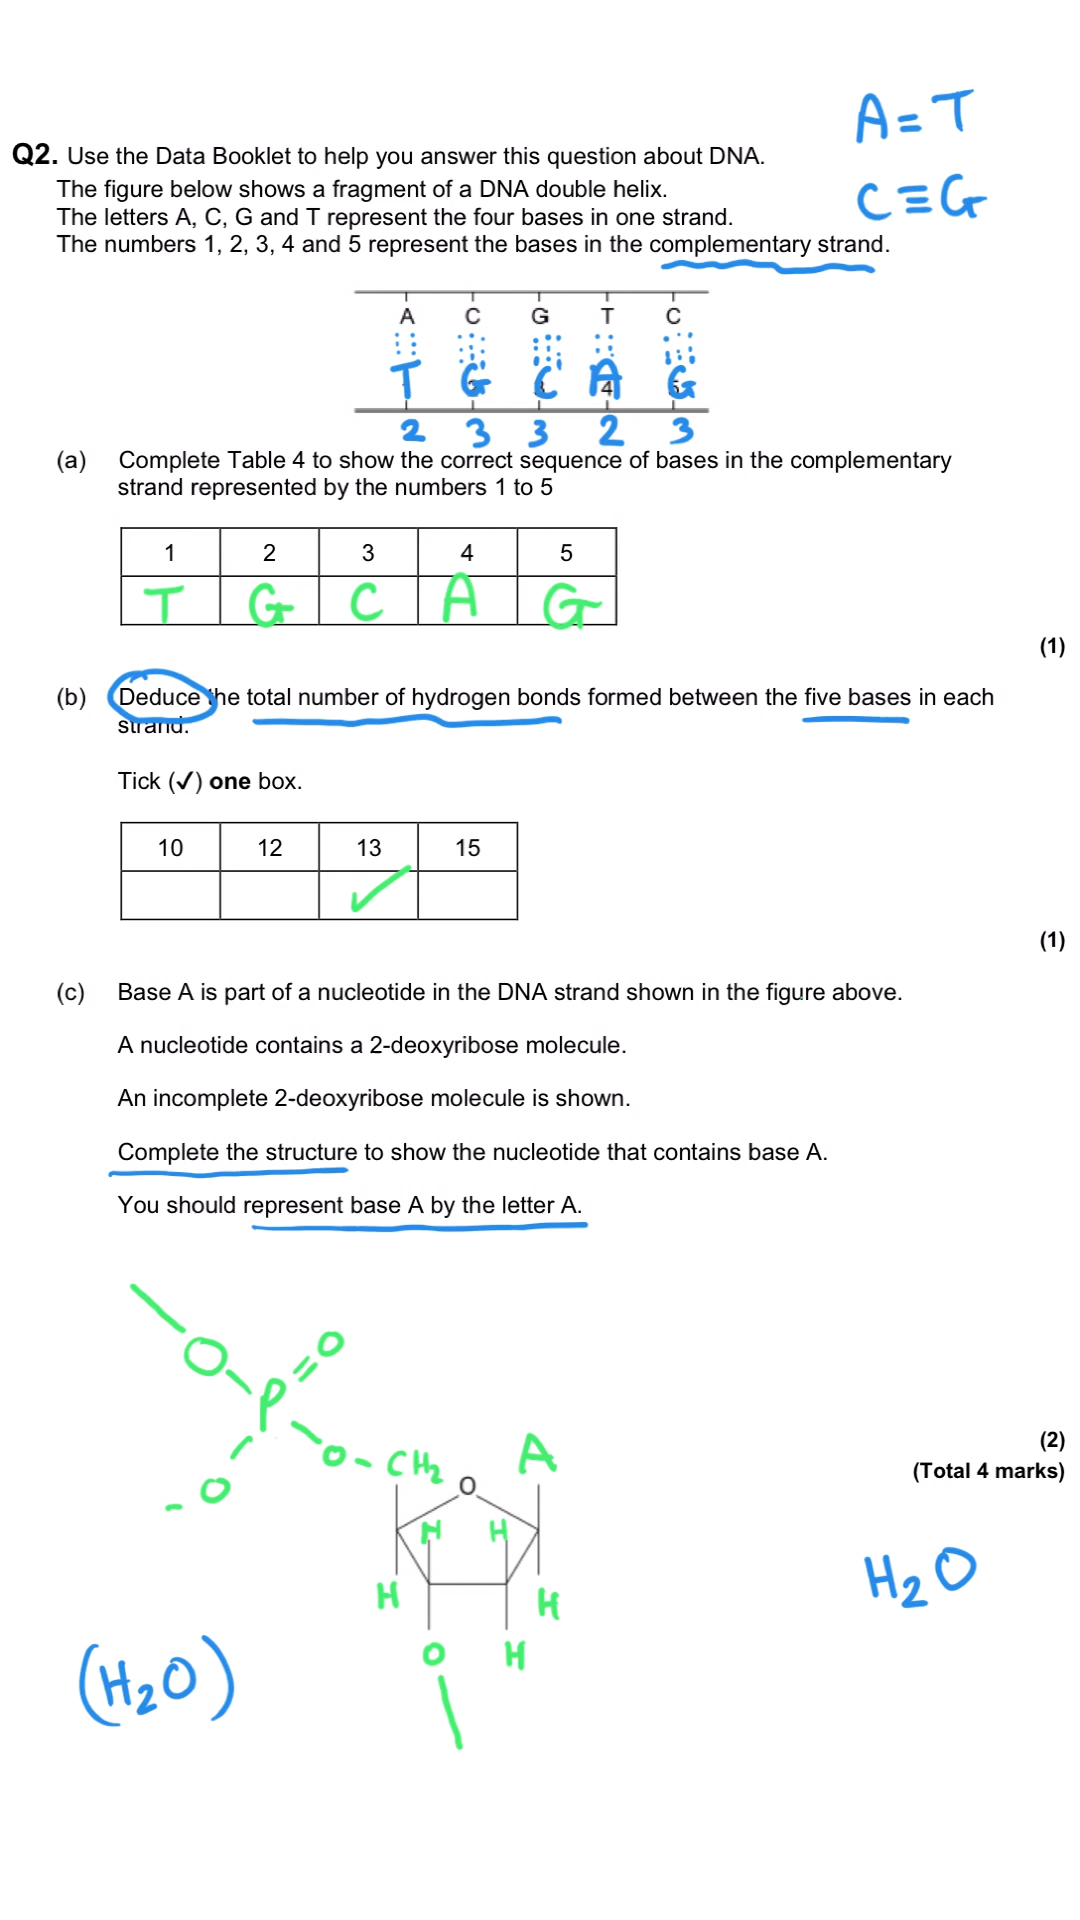 A = T
Q2. Use the Data Booklet to help you answer this question about DNA.
The figure below shows a fragment of a DNA double helix.
C ≡ G
The letters A, C, G and T represent the four bases in one strand.
The numbers 1, 2, 3, 4 and 5 represent the bases in the complementary strand.
A C G T C
T G C A G
4 5
2 3 3 2 3
(a) Complete Table 4 to show the correct sequence of bases in the complementary
strand represented by the numbers 1 to 5
1 2 3 4 5
T G C A G
(1)
(b) Deduce the total number of hydrogen bonds formed between the five bases in each
strand.
Tick (✓) one box.
10 12 13 15
✓
(1)
(c) Base A is part of a nucleotide in the DNA strand shown in the figure above.
A nucleotide contains a 2-deoxyribose molecule.
An incomplete 2-deoxyribose molecule is shown.
Complete the structure to show the nucleotide that contains base A.
You should represent base A by the letter A.
O P = O
O - CH₂ A
- O
O
H H
H H
O H
(2)
(Total 4 marks)
H₂O
(H₂O)